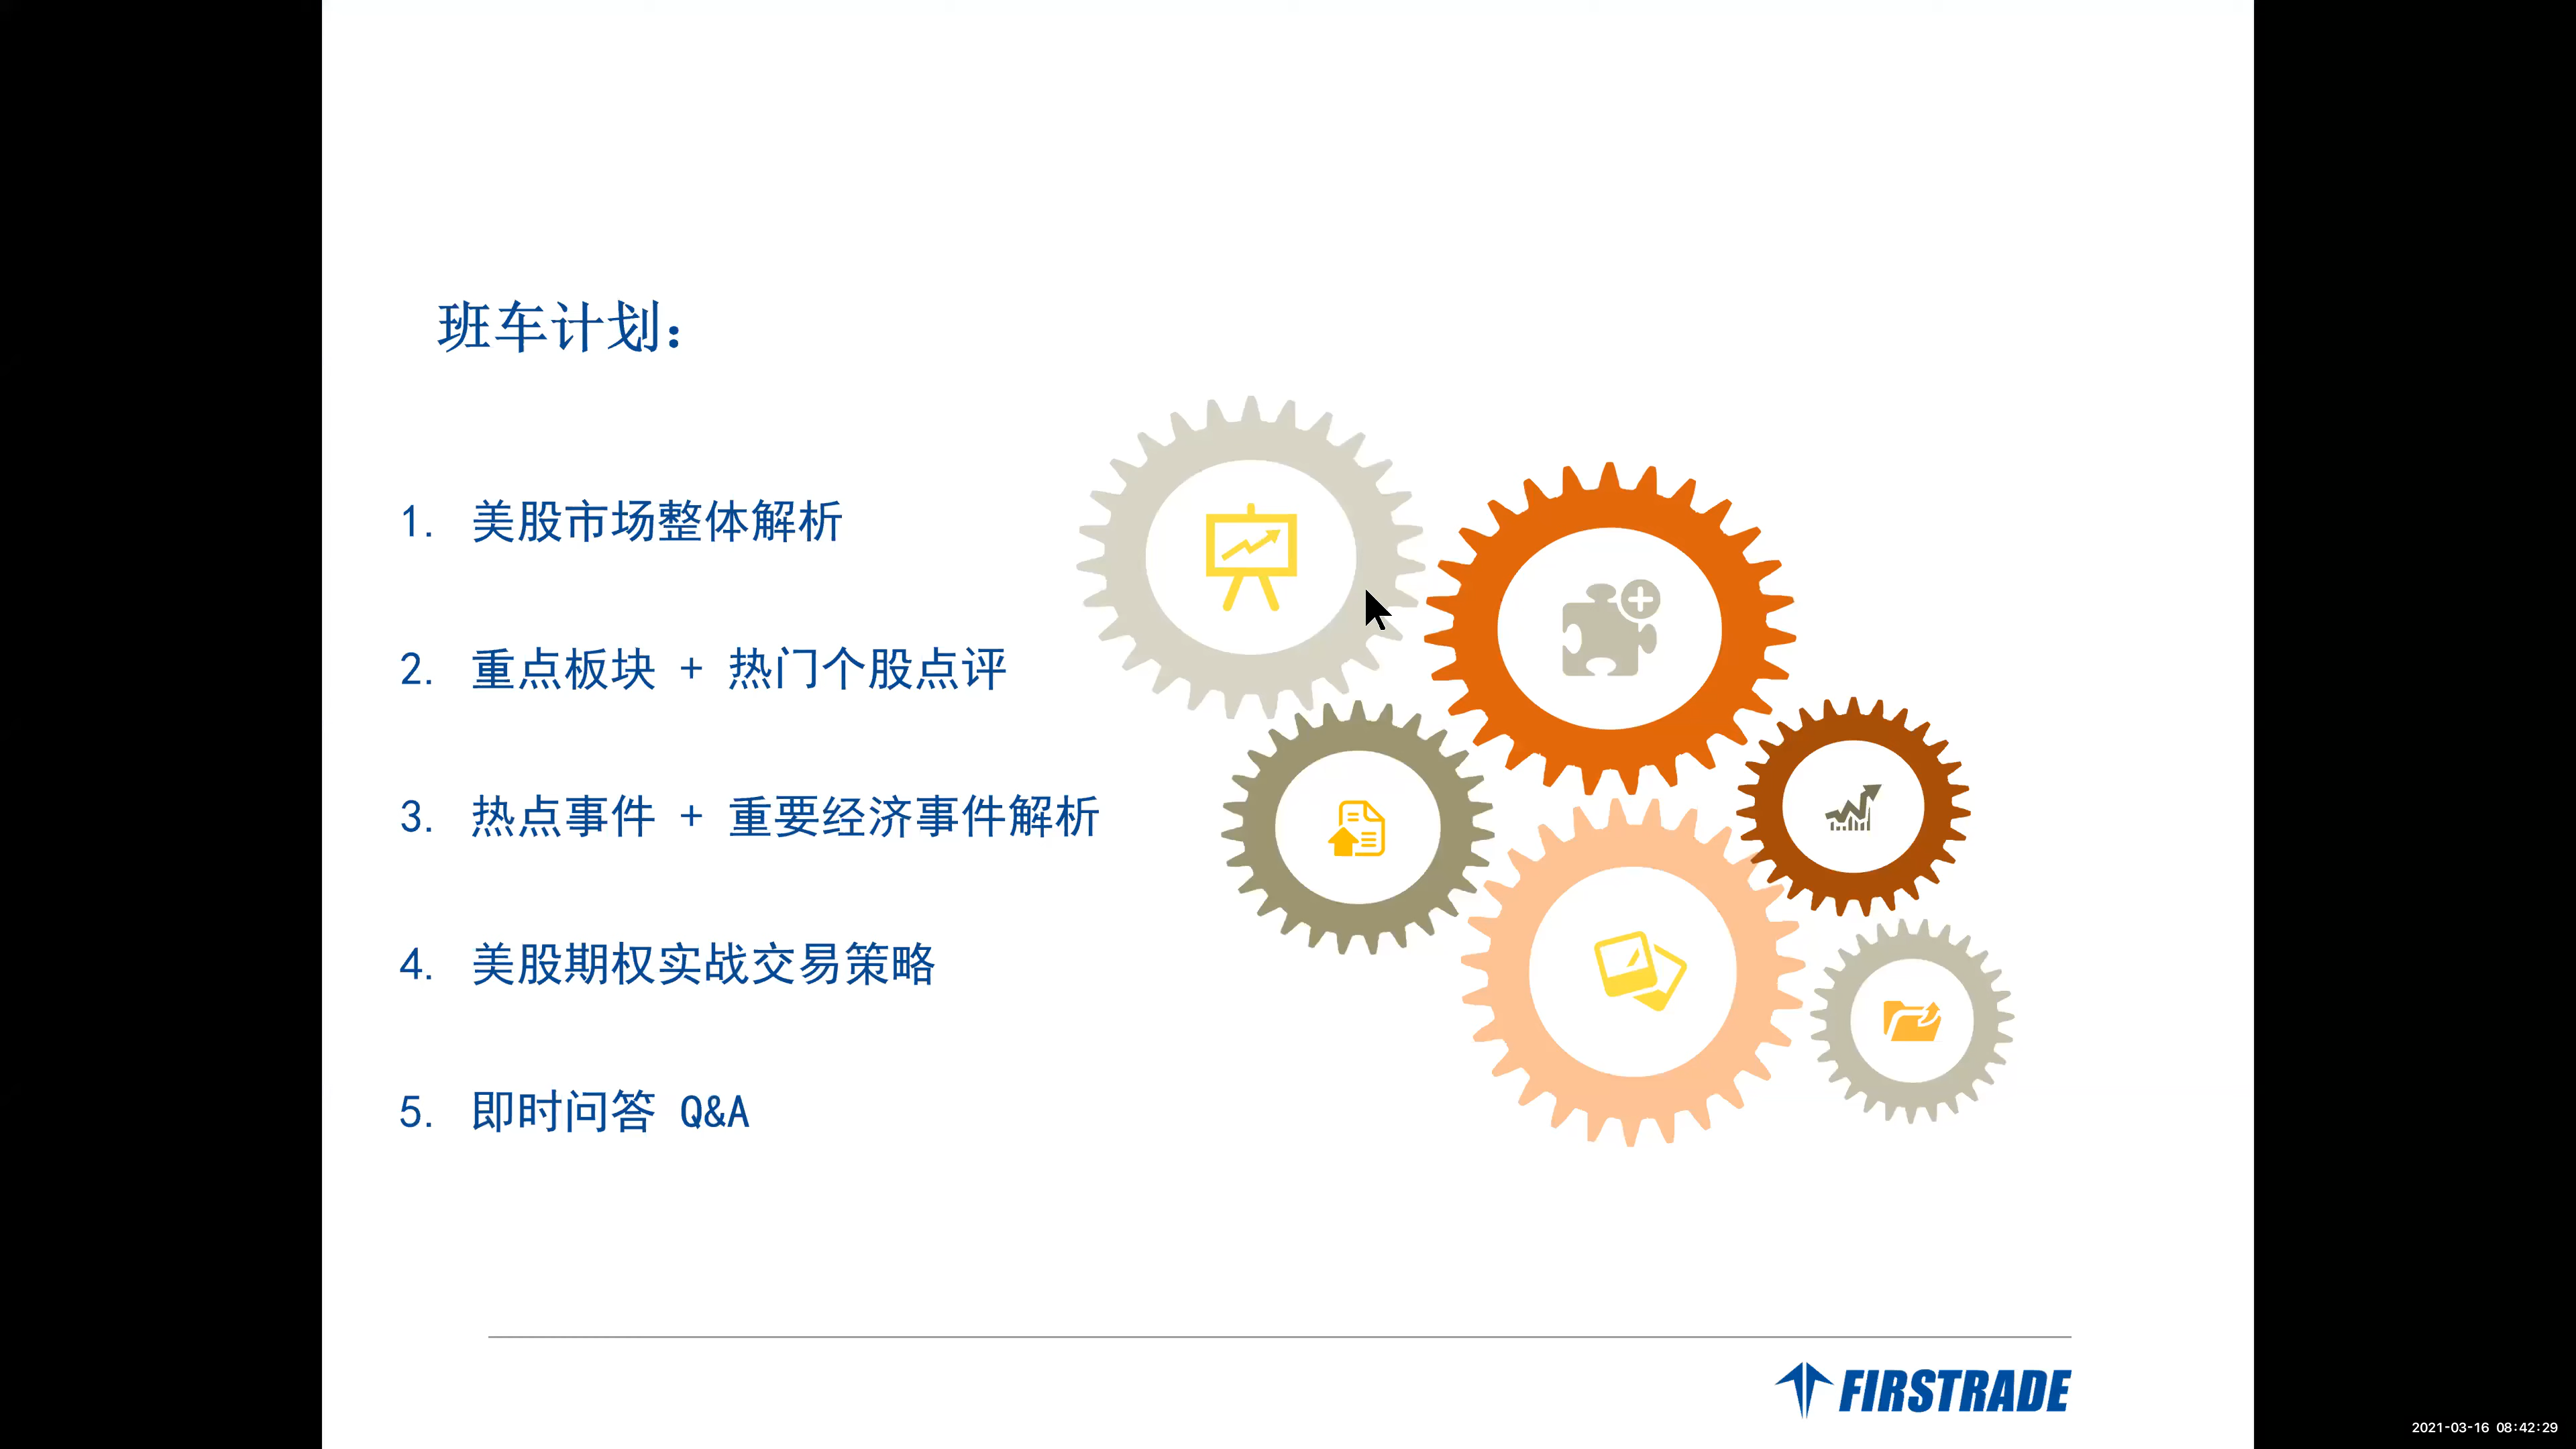 班车计划：
1. 美股市场整体解析
2. 重点板块 + 热门个股点评
3. 热点事件 + 重要经济事件解析
4. 美股期权实战交易策略
5. 即时问答 Q&A
FIRSTRADE
2021-03-16 08:42:29